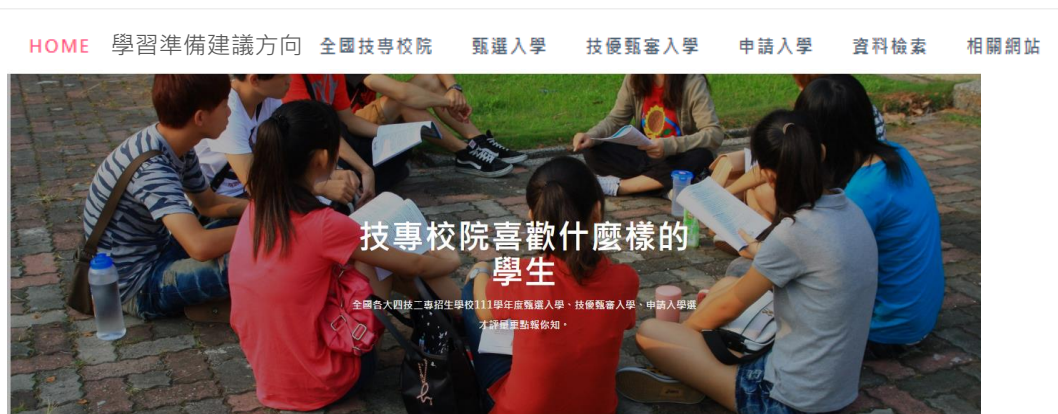 HOME 學習準備建議方向 全國技專校院 甄選入學 技優甄審入學 申請入學 資料檢索 相關網站
技專校院喜歡什麼樣的
學生
全國各大四技二專招生學校111學年度甄選入學、技優甄審入學、申請入學選
才評量重點報你知。